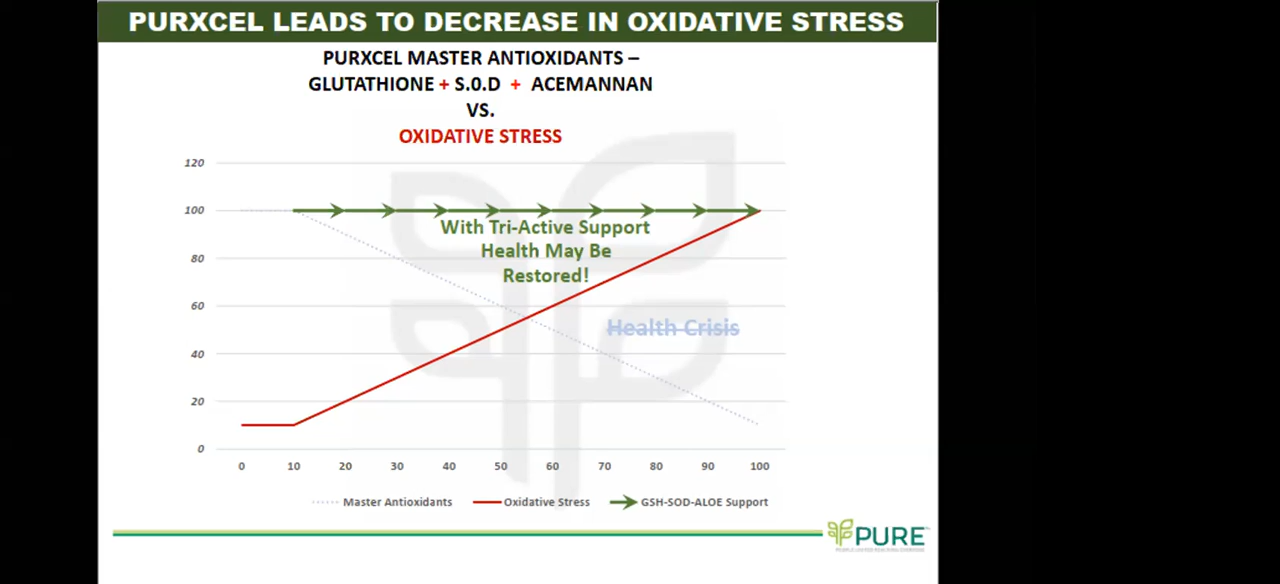 PURXCEL LEADS TO DECREASE IN OXIDATIVE STRESS
PURXCEL MASTER ANTIOXIDANTS –
GLUTATHIONE + S.0.D + ACEMANNAN
VS.
OXIDATIVE STRESS
120
100
80
60
40
20
0
With Tri-Active Support
Health May Be
Restored!
Health Crisis
0 10 20 30 40 50 60 70 80 90 100
Master Antioxidants Oxidative Stress GSH-SOD-ALOE Support
PURE